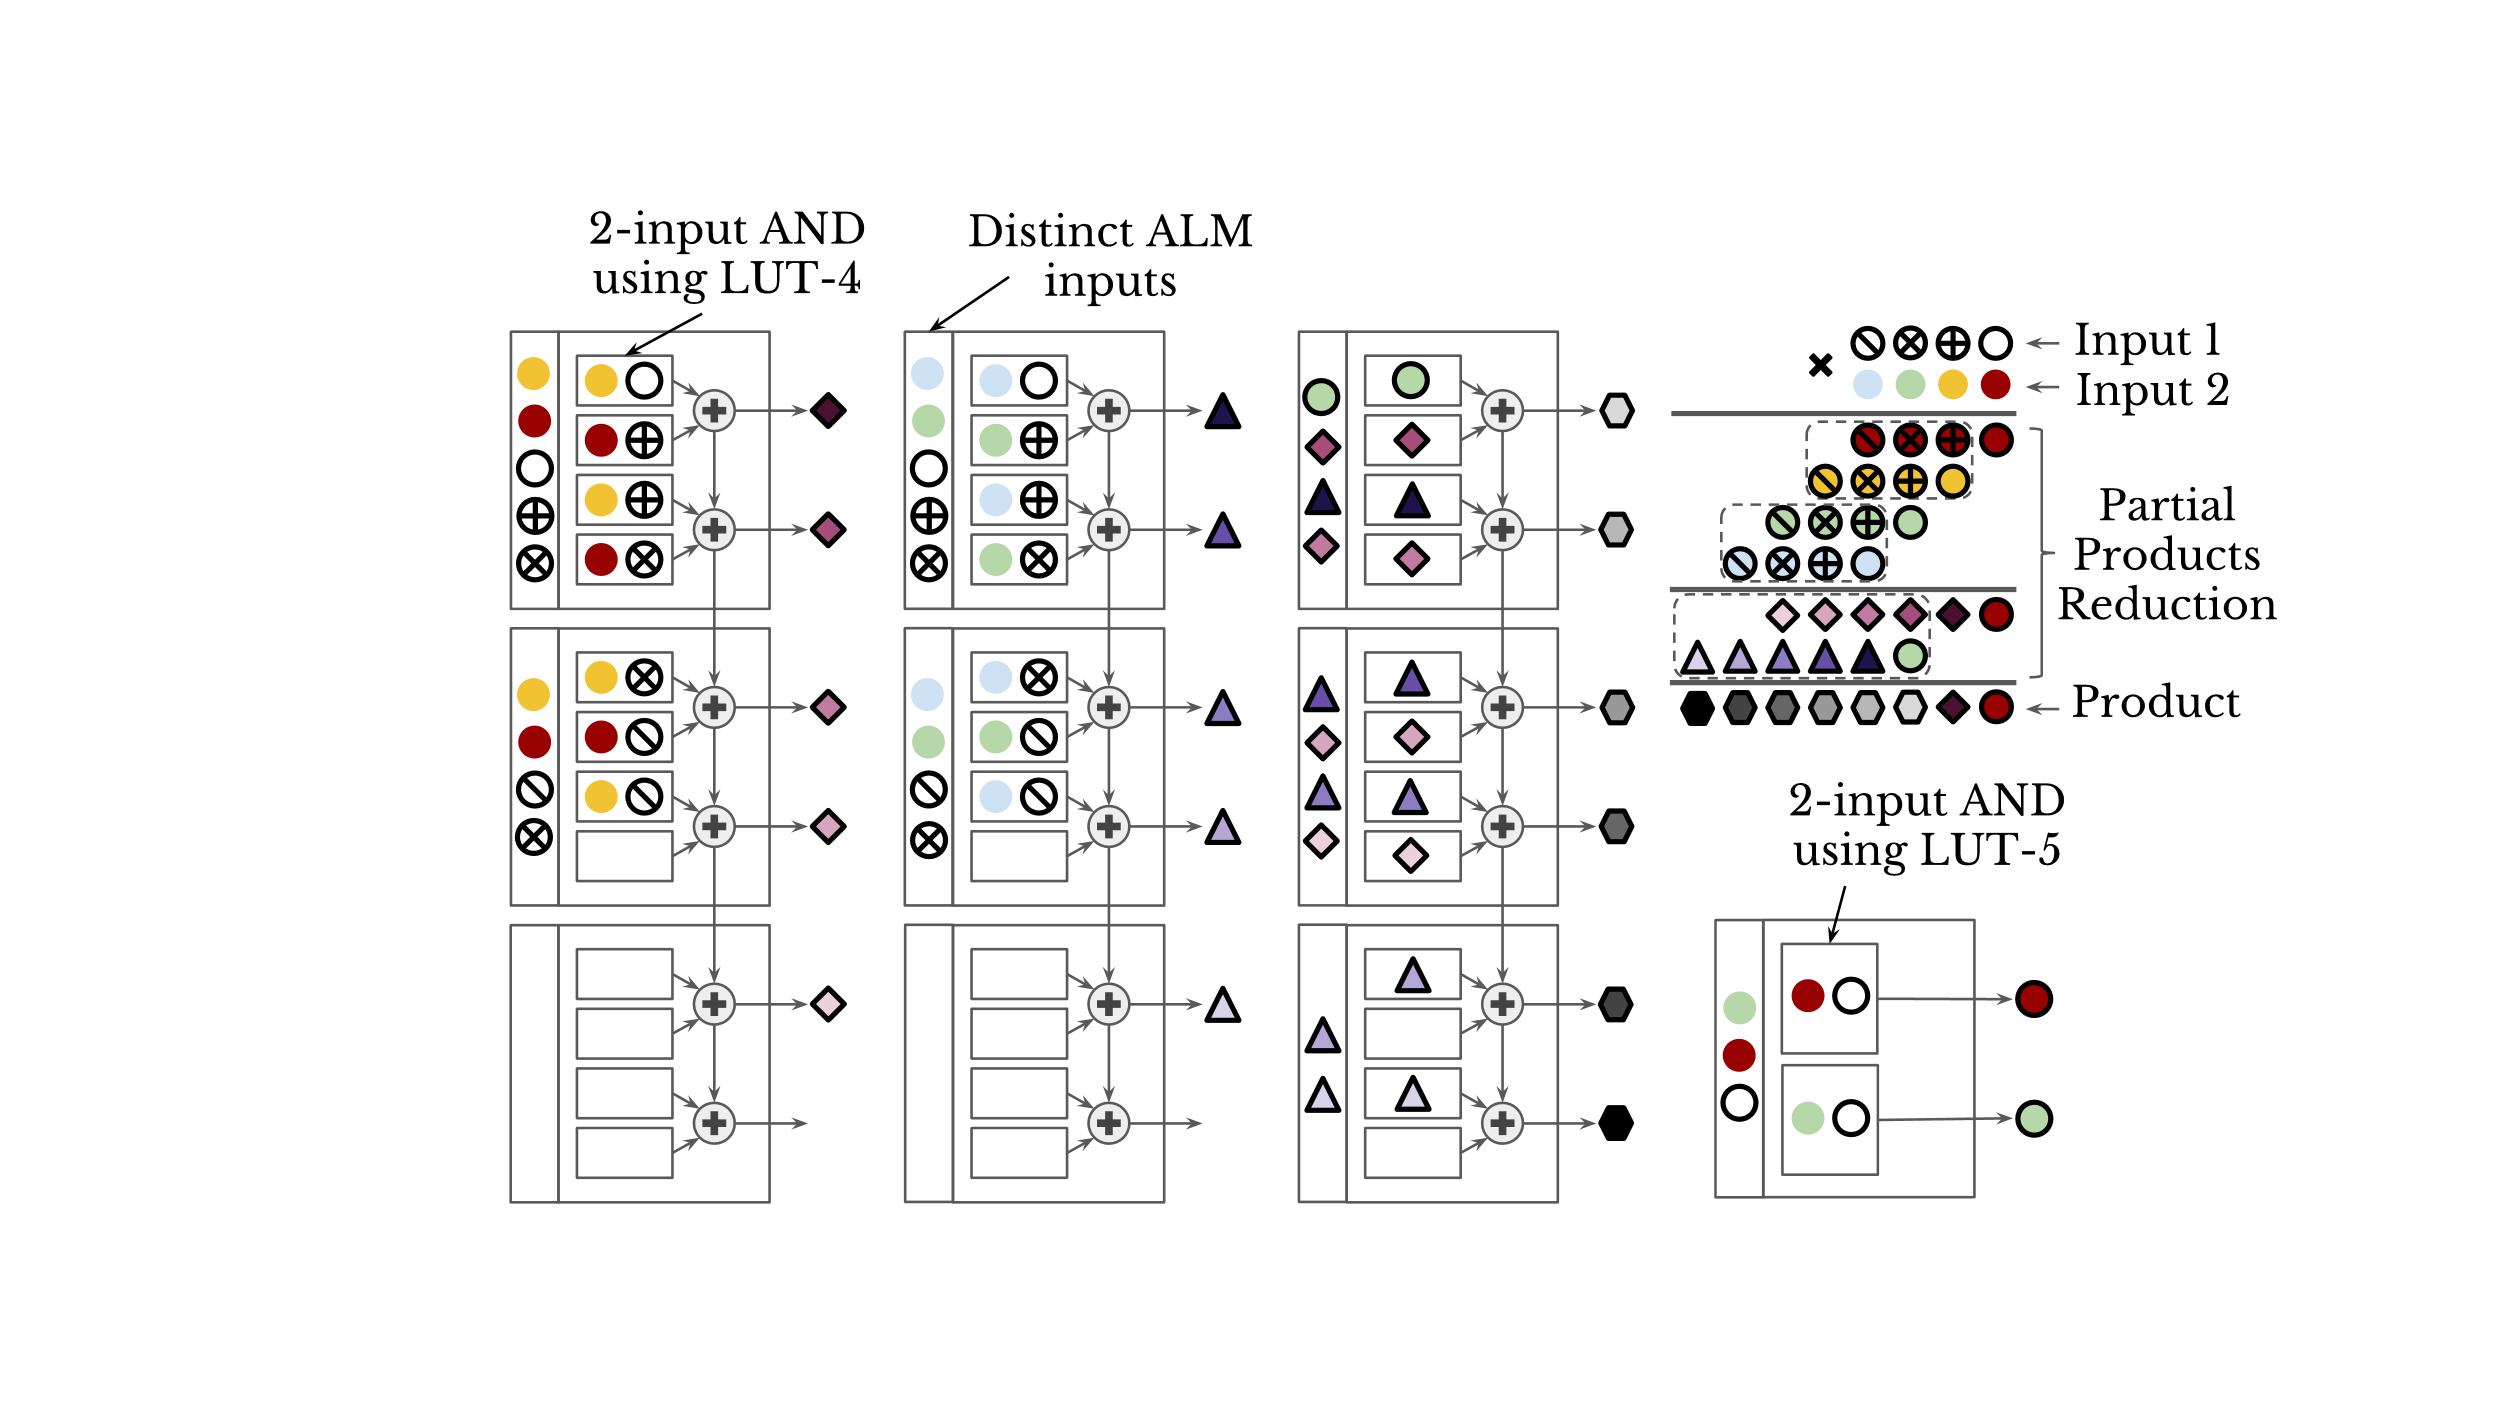 2-input AND
using LUT-4
Distinct ALM
inputs
Input 1
Input 2
Partial
Products
Reduction
Product
2-input AND
using LUT-5